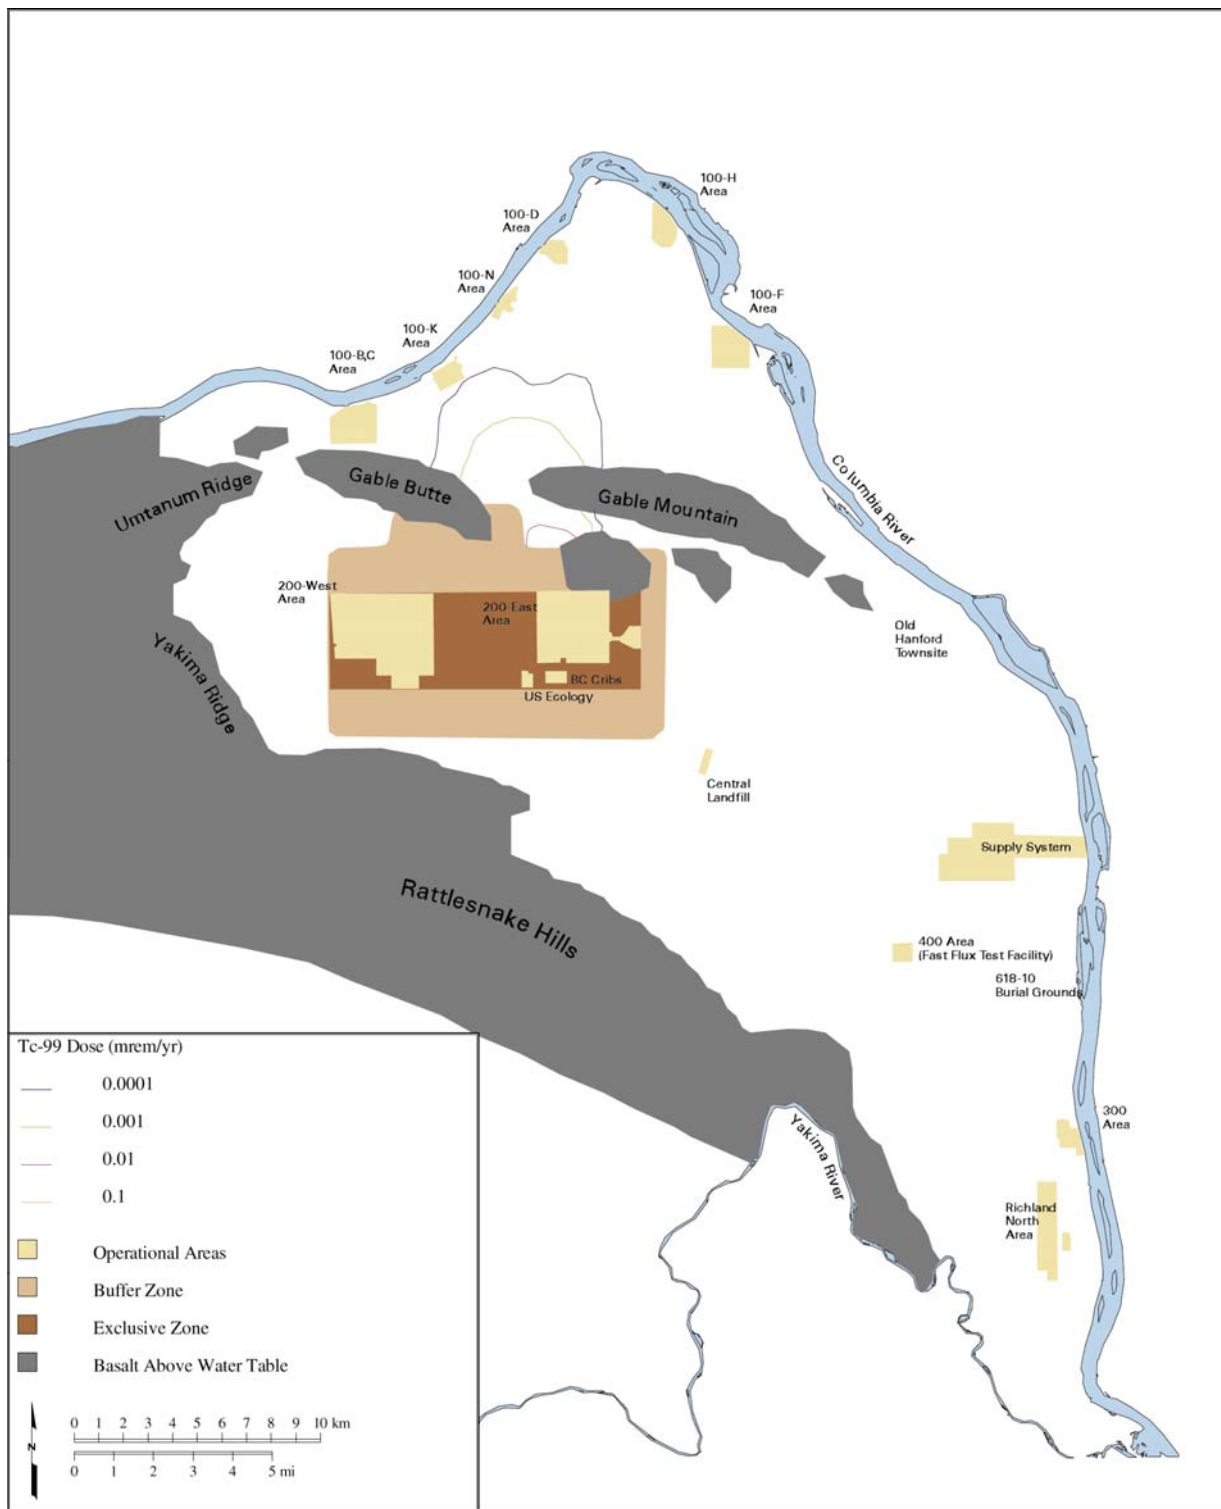 100-H
Area
100-D
Area
100-N
Area
100-F
Area
100-K
Area
100-B,C
Area
Columbia River
Umtanum Ridge
Gable Butte
Gable Mountain
200-West
Area
200-East
Area
Old
Hanford
Townsite
Yakima Ridge
BC Cribs
US Ecology
Central
Landfill
Supply System
Rattlesnake Hills
400 Area
(Fast Flux Test Facility)
618-10
Burial Grounds
Yakima River
300
Area
Richland
North
Area
Tc-99 Dose (mrem/yr)
0.0001
0.001
0.01
0.1
Operational Areas
Buffer Zone
Exclusive Zone
Basalt Above Water Table
N
0 1 2 3 4 5 6 7 8 9 10 km
0 1 2 3 4 5 mi